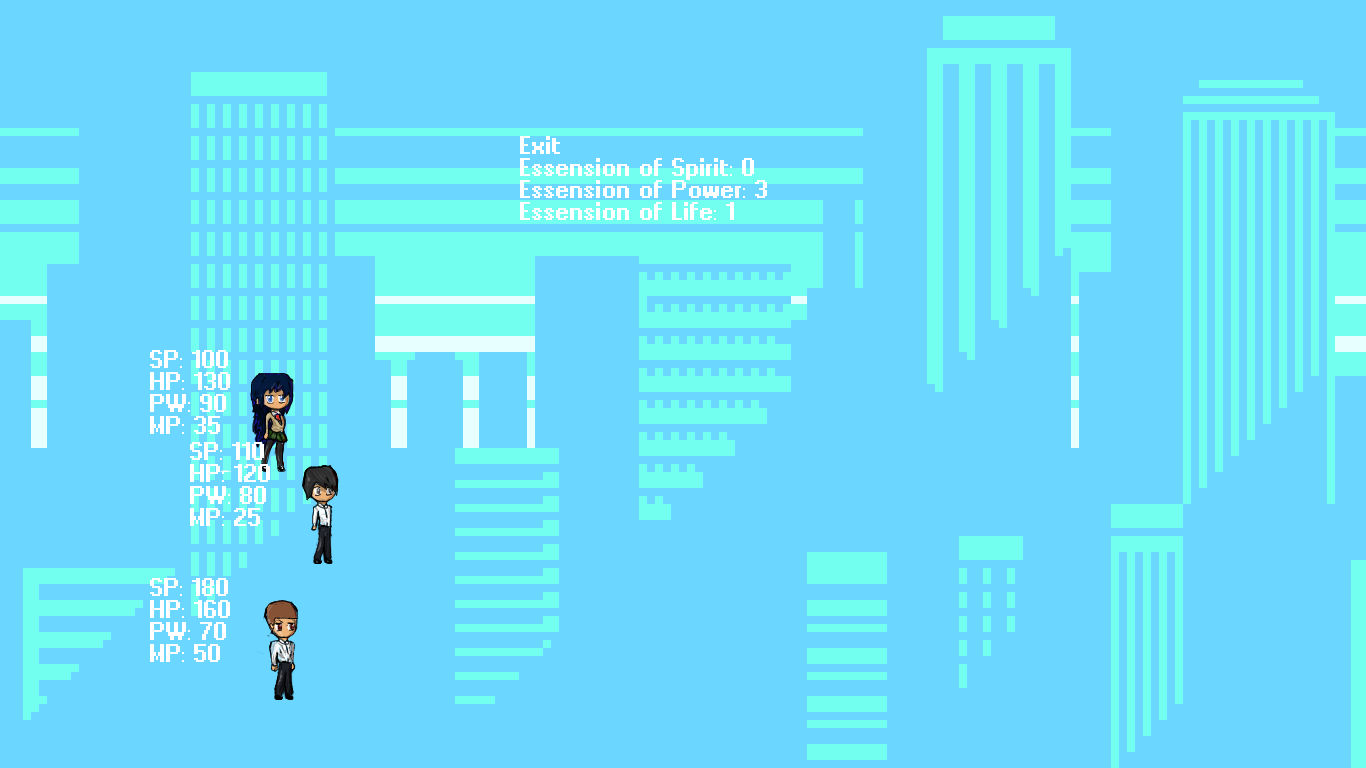 Exit
Essension of Spirit: 0
Essension of Power: 3
Essension of Life: 1
SP: 100
HP: 130
PW: 90
MP: 35
SP: 110
HP: 120
PW: 80
MP: 25
SP: 180
HP: 160
PW: 70
MP: 50